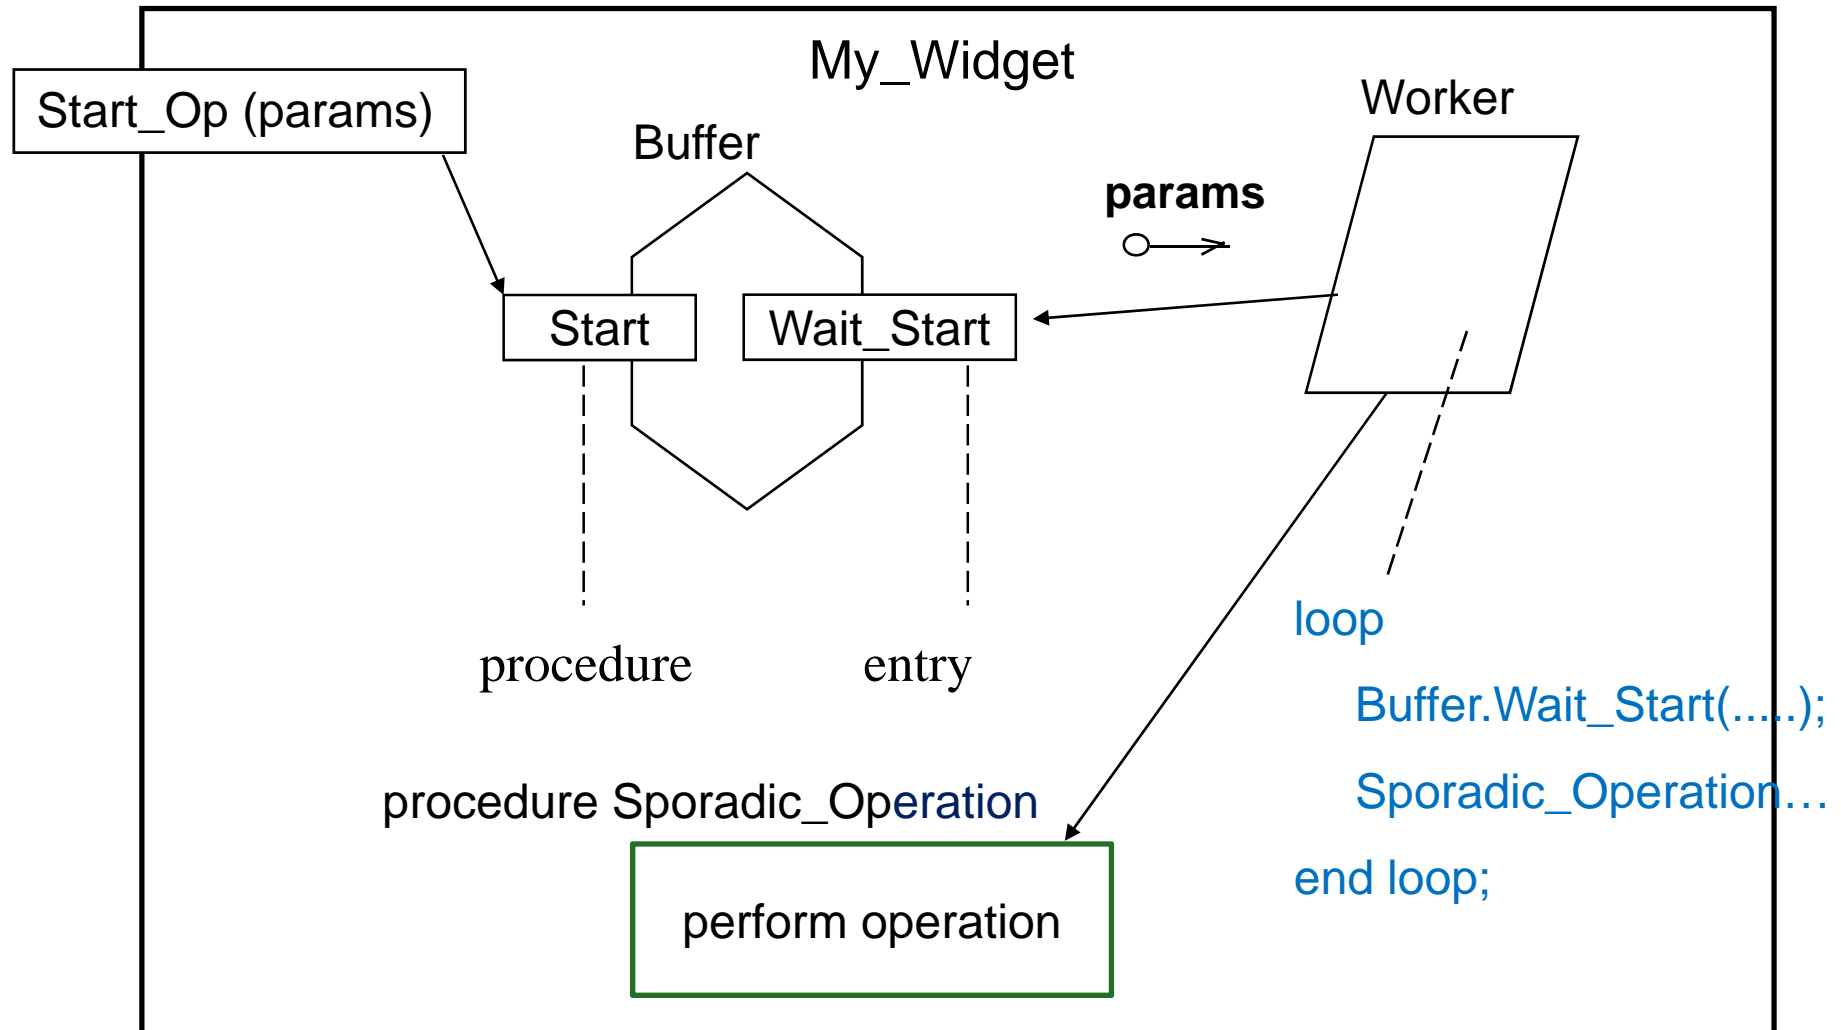 My_Widget
Start_Op (params)
Worker
Buffer
params
Start
Wait_Start
procedure
entry
loop
Buffer.Wait_Start(.....);
Sporadic_Operation…
end loop;
procedure Sporadic_Operation
perform operation